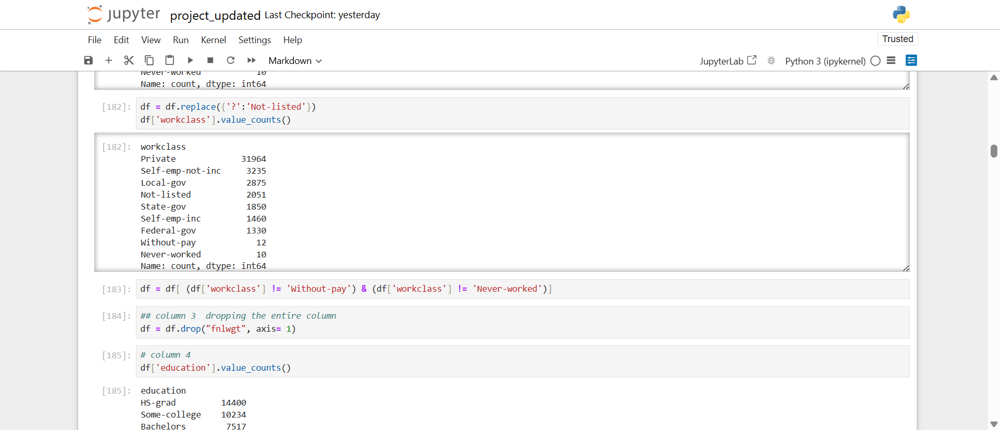 jupyter project_updated Last Checkpoint: yesterday
File Edit View Run Kernel Settings Help Trusted
Markdown JupyterLab Python 3 (ipykernel)
Never-worked 10
Name: count, dtype: int64
[182]: df = df.replace({'?':'Not-listed'})
df['workclass'].value_counts()
[182]: workclass
Private 31964
Self-emp-not-inc 3235
Local-gov 2875
Not-listed 2051
State-gov 1850
Self-emp-inc 1460
Federal-gov 1330
Without-pay 12
Never-worked 10
Name: count, dtype: int64
[183]: df = df[ (df['workclass'] != 'Without-pay') & (df['workclass'] != 'Never-worked')]
[184]: ## column 3  dropping the entire column
df = df.drop("fnlwgt", axis= 1)
[185]: # column 4
df['education'].value_counts()
[185]: education
HS-grad 14400
Some-college 10234
Bachelors 7517